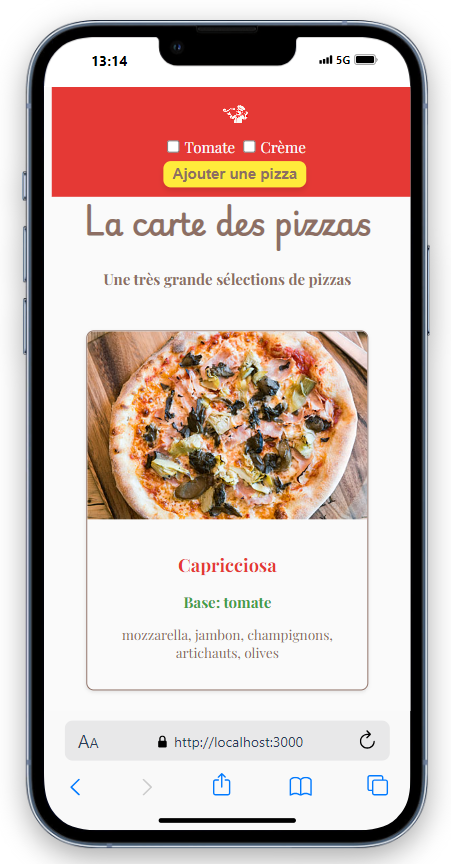 13:14 5G
Tomate Crème
Ajouter une pizza
La carte des pizzas
Une très grande sélections de pizzas
Capricciosa
Base: tomate
mozzarella, jambon, champignons,
artichauts, olives
AA http://localhost:3000